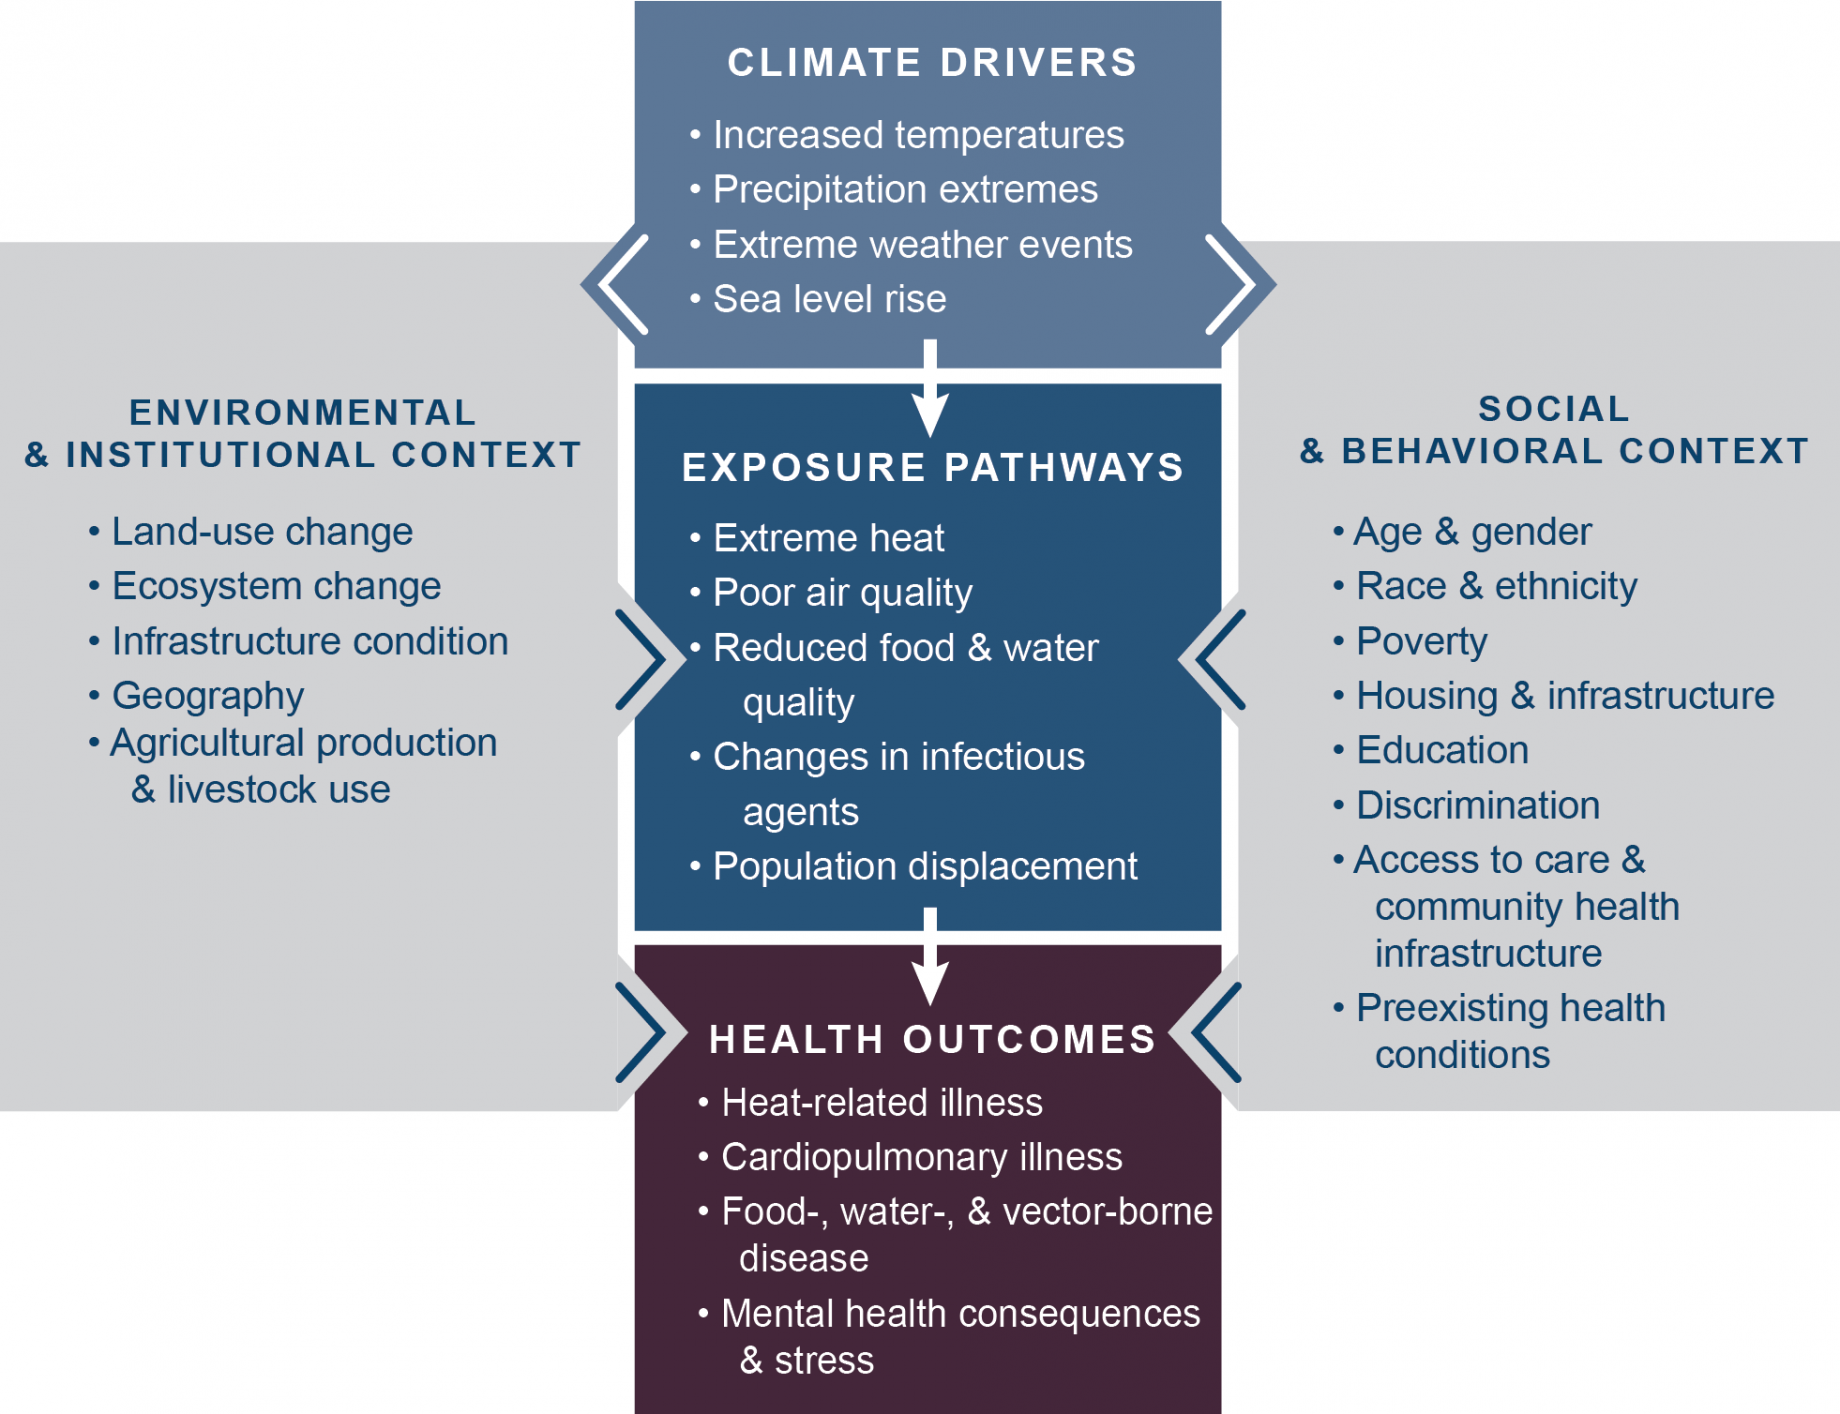 CLIMATE DRIVERS
• Increased temperatures
• Precipitation extremes
• Extreme weather events
• Sea level rise
ENVIRONMENTAL
& INSTITUTIONAL CONTEXT
• Land-use change
• Ecosystem change
• Infrastructure condition
• Geography
• Agricultural production
& livestock use
EXPOSURE PATHWAYS
• Extreme heat
• Poor air quality
• Reduced food & water
quality
• Changes in infectious
agents
• Population displacement
SOCIAL
& BEHAVIORAL CONTEXT
• Age & gender
• Race & ethnicity
• Poverty
• Housing & infrastructure
• Education
• Discrimination
• Access to care &
community health
infrastructure
• Preexisting health
conditions
HEALTH OUTCOMES
• Heat-related illness
• Cardiopulmonary illness
• Food-, water-, & vector-borne
disease
• Mental health consequences
& stress